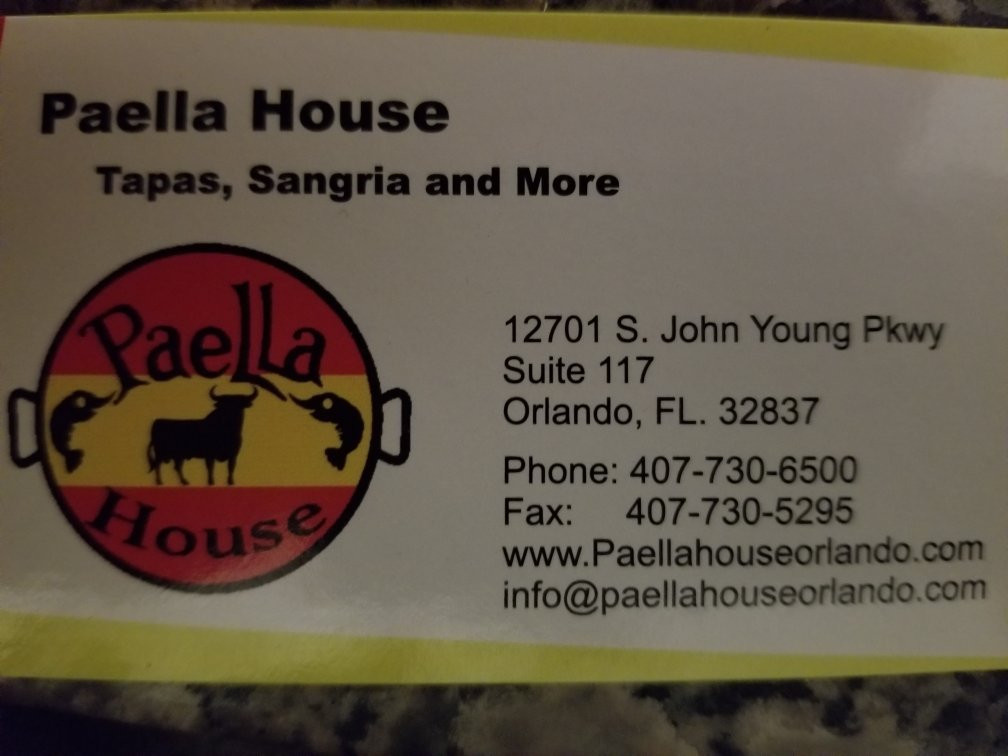 Paella House
Tapas, Sangria and More
Paella
House
12701 S. John Young Pkwy
Suite 117
Orlando, FL. 32837
Phone: 407-730-6500
Fax: 407-730-5295
www.Paellahouseorlando.com
info@paellahouseorlando.com